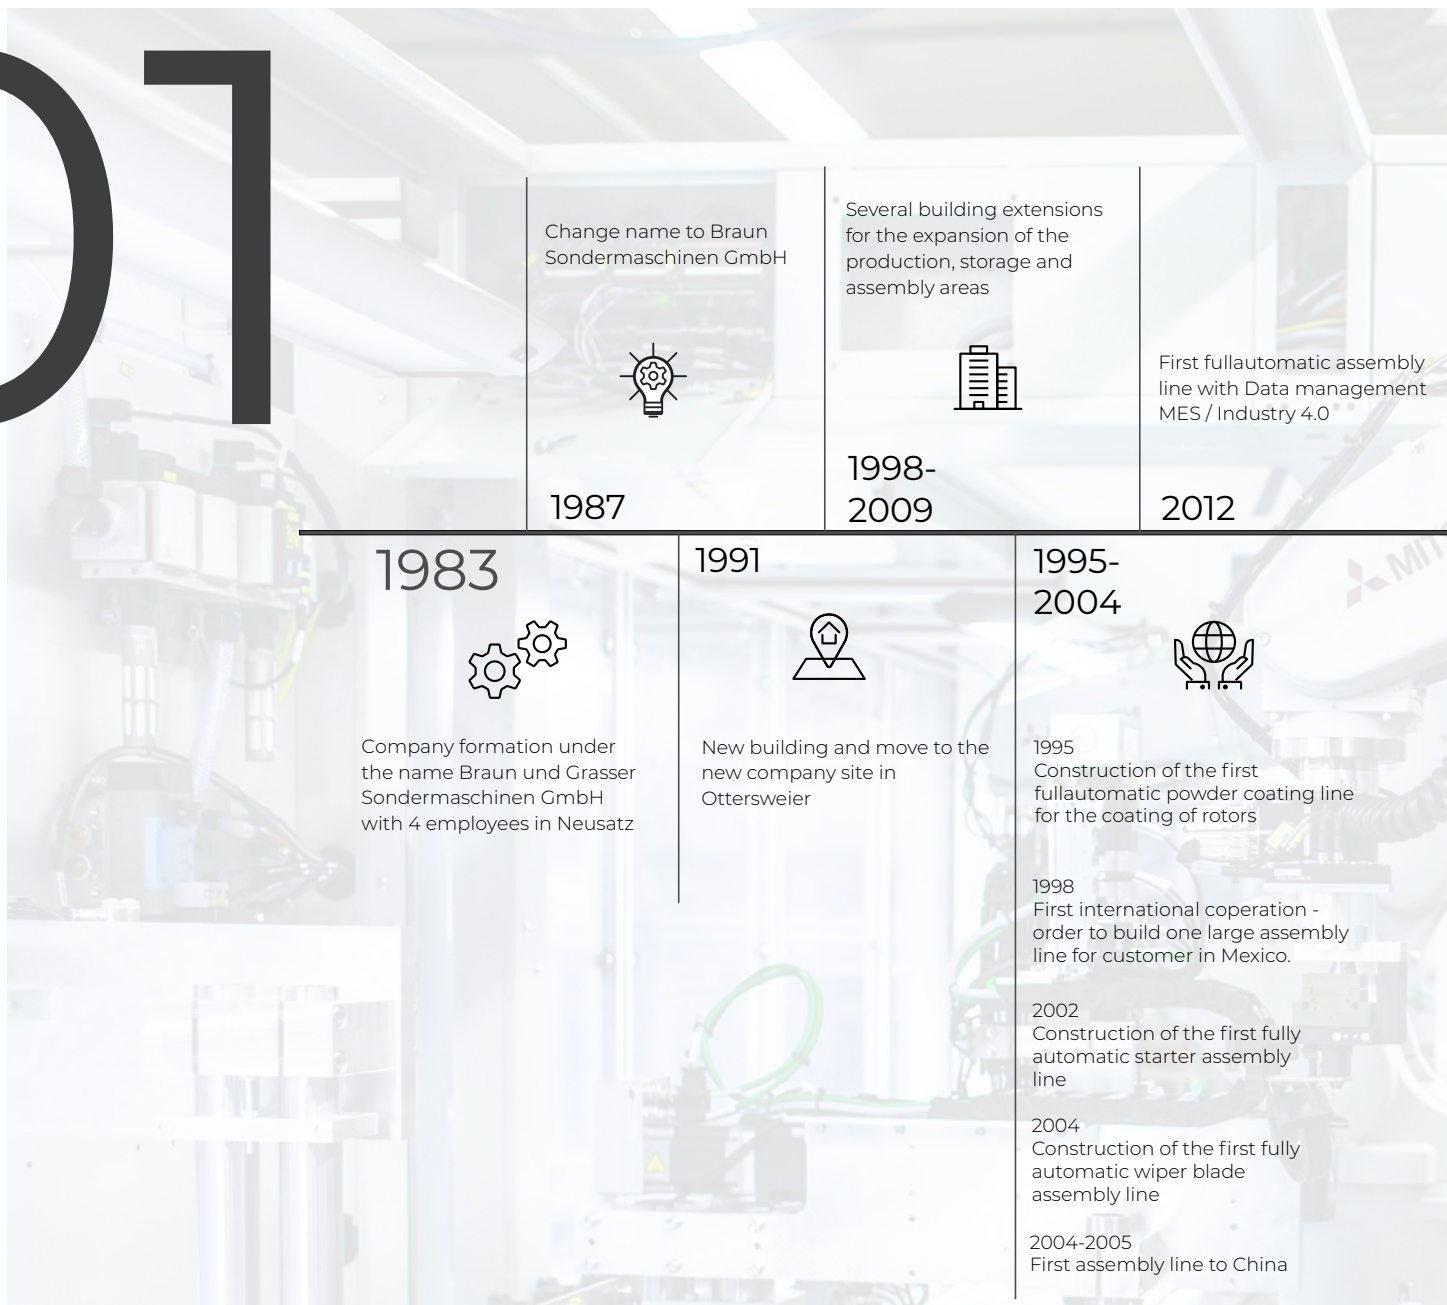 01
Change name to Braun
Sondermaschinen GmbH
1987
Several building extensions
for the expansion of the
production, storage and
assembly areas
1998-
2009
First fullautomatic assembly
line with Data management
MES / Industry 4.0
2012
1983
Company formation under
the name Braun und Grasser
Sondermaschinen GmbH
with 4 employees in Neusatz
1991
New building and move to the
new company site in
Ottersweier
1995-
2004
1995
Construction of the first
fullautomatic powder coating line
for the coating of rotors
1998
First international coperation -
order to build one large assembly
line for customer in Mexico.
2002
Construction of the first fully
automatic starter assembly
line
2004
Construction of the first fully
automatic wiper blade
assembly line
2004-2005
First assembly line to China
MIT